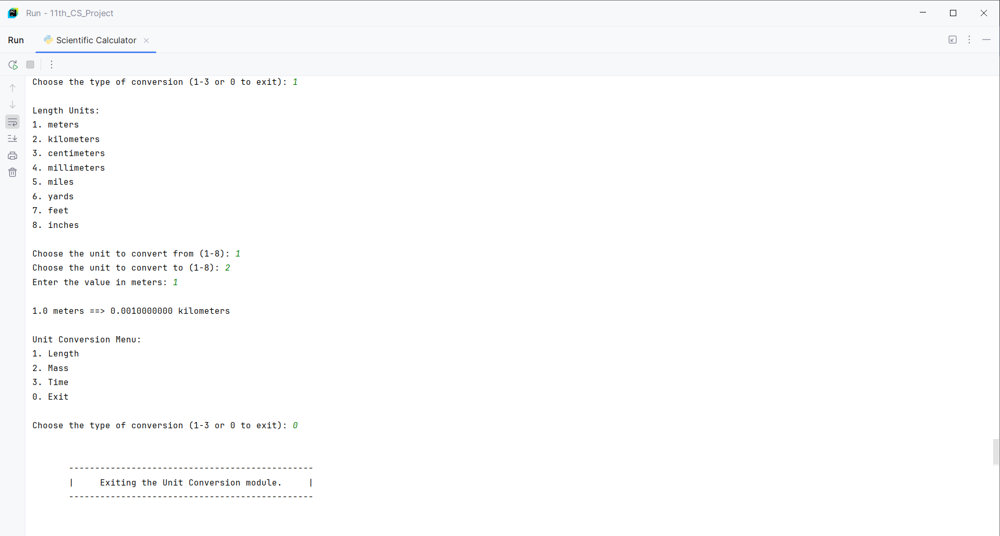 Run - 11th_CS_Project
Run Scientific Calculator
Choose the type of conversion (1-3 or 0 to exit): 1
Length Units:
1. meters
2. kilometers
3. centimeters
4. millimeters
5. miles
6. yards
7. feet
8. inches
Choose the unit to convert from (1-8): 1
Choose the unit to convert to (1-8): 2
Enter the value in meters: 1
1.0 meters ==> 0.0010000000 kilometers
Unit Conversion Menu:
1. Length
2. Mass
3. Time
0. Exit
Choose the type of conversion (1-3 or 0 to exit): 0
-----------------------------------------------
|     Exiting the Unit Conversion module.     |
-----------------------------------------------